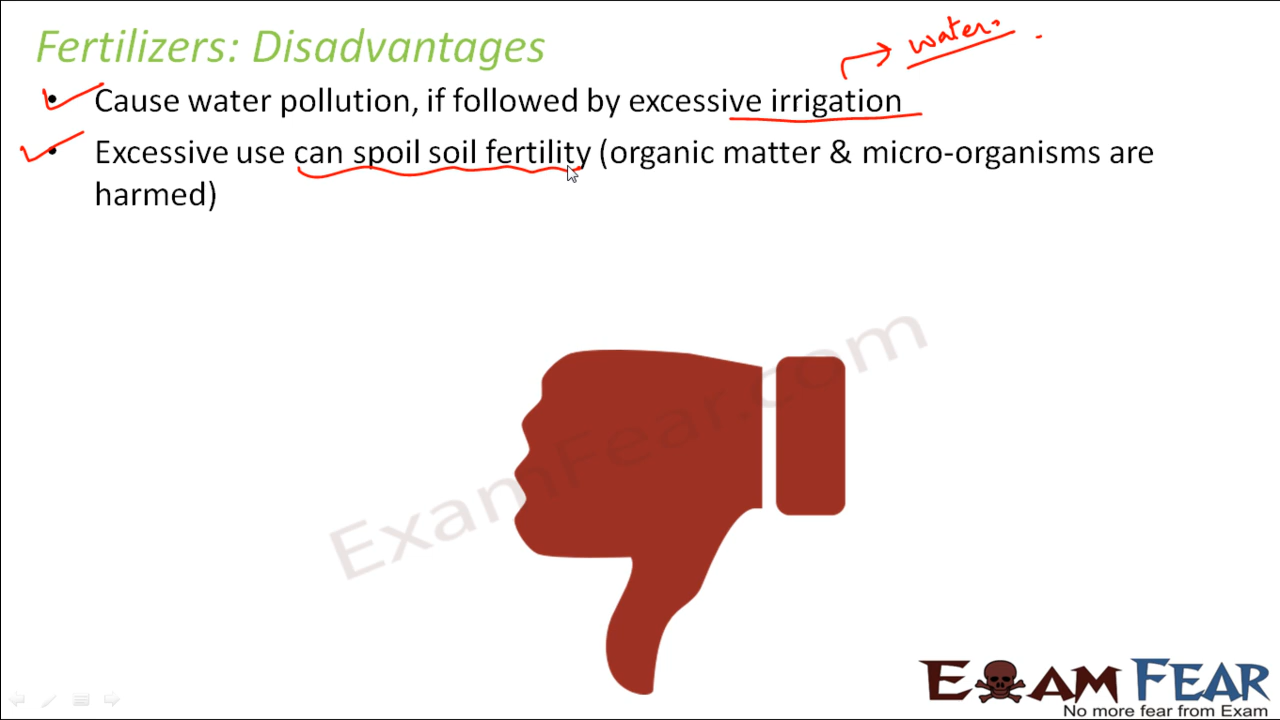 Fertilizers: Disadvantages
water
• Cause water pollution, if followed by excessive irrigation
• Excessive use can spoil soil fertility (organic matter & micro-organisms are
harmed)
ExamFear.com
EXAM FEAR
No more fear from Exam